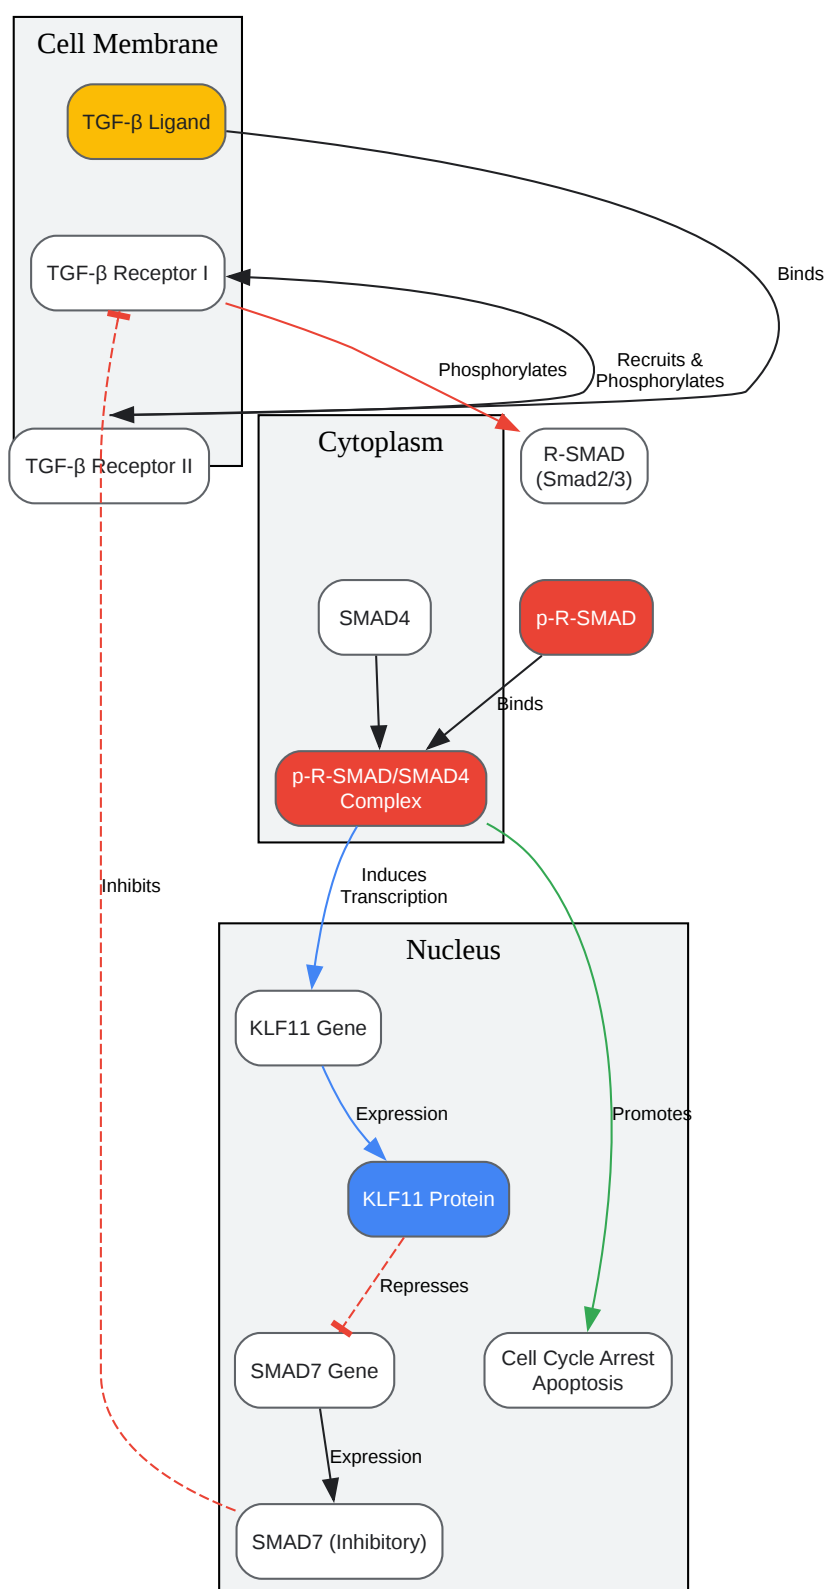 Cell Membrane
TGF-β Ligand
TGF-β Receptor I
Binds
Phosphorylates
Recruits &
Phosphorylates
Cytoplasm
TGF-β Receptor II
R-SMAD
(Smad2/3)
SMAD4
p-R-SMAD
Binds
p-R-SMAD/SMAD4
Complex
Inhibits
Induces
Transcription
Nucleus
KLF11 Gene
Expression
Promotes
KLF11 Protein
Represses
SMAD7 Gene
Cell Cycle Arrest
Apoptosis
Expression
SMAD7 (Inhibitory)